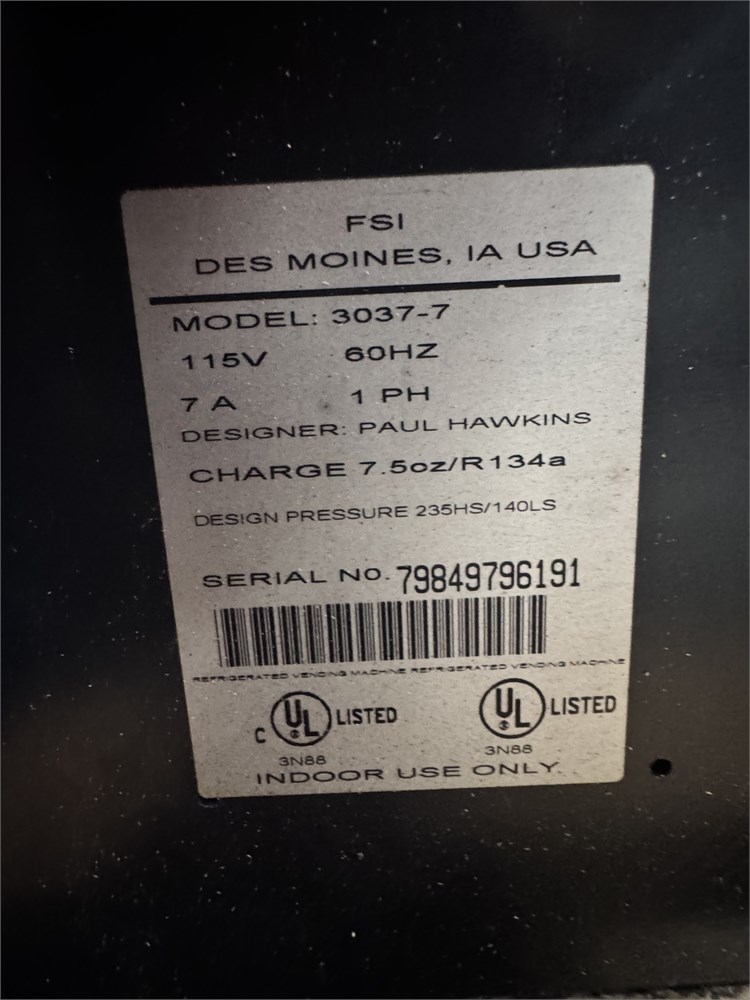 FSI
DES MOINES, IA USA
MODEL: 3037-7
115V 60HZ
7 A 1 PH
DESIGNER: PAUL HAWKINS
CHARGE 7.5oz/R134a
DESIGN PRESSURE 235HS/140LS
SERIAL NO. 79849796191
REFRIGERATED VENDING MACHINE REFRIGERATED VENDING MACHINE
C UL ® LISTED UL ® LISTED
3N88 3N88
INDOOR USE ONLY.